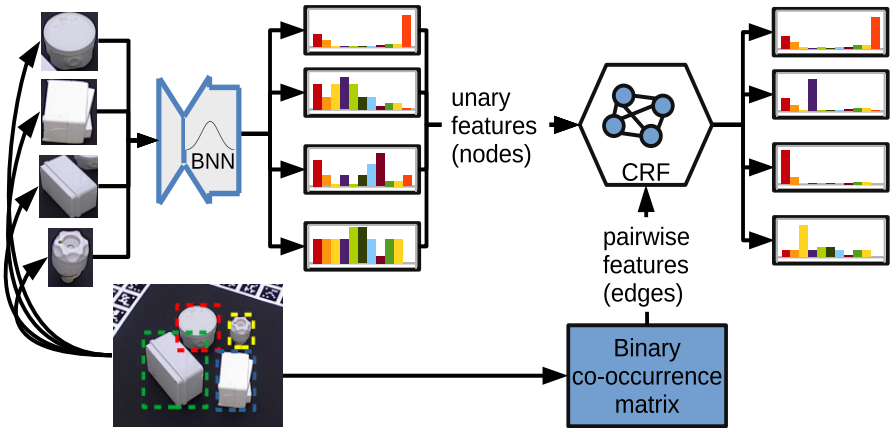 BNN
unary
features
(nodes)
CRF
pairwise
features
(edges)
Binary
co-occurrence
matrix